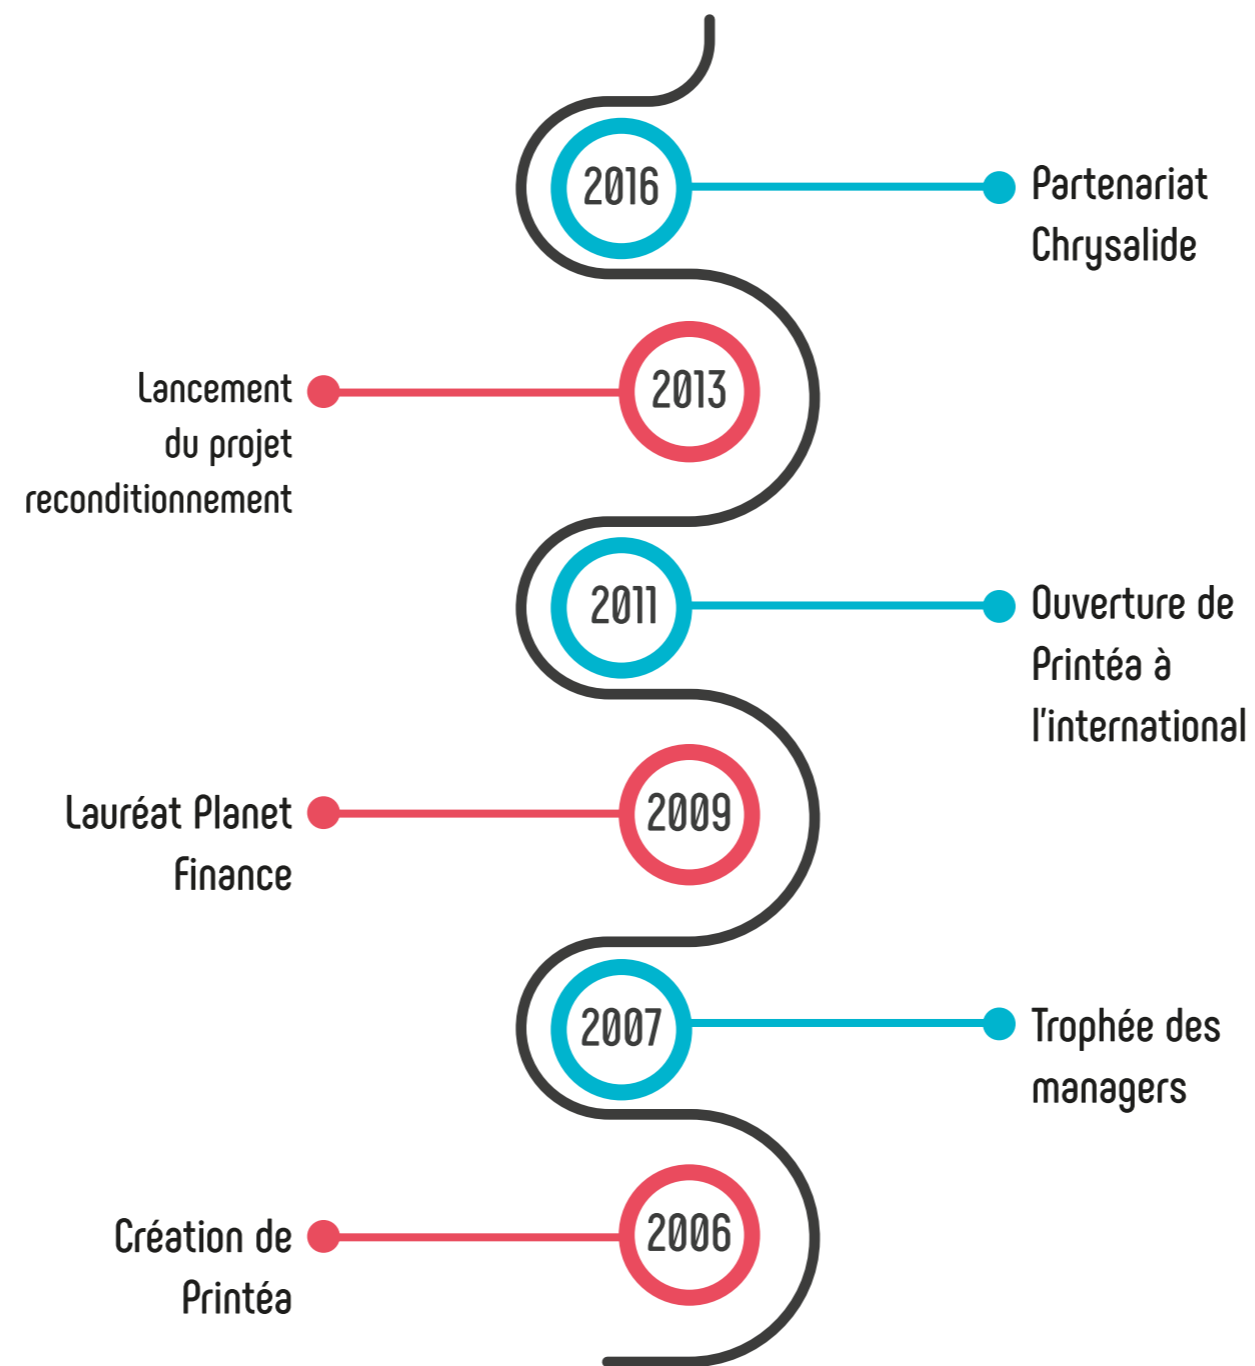 2016
Partenariat
Chrysalide
2013
Lancement
du projet
reconditionnement
2011
Ouverture de
Printéa à
l'international
2009
Lauréat Planet
Finance
2007
Trophée des
managers
2006
Création de
Printéa